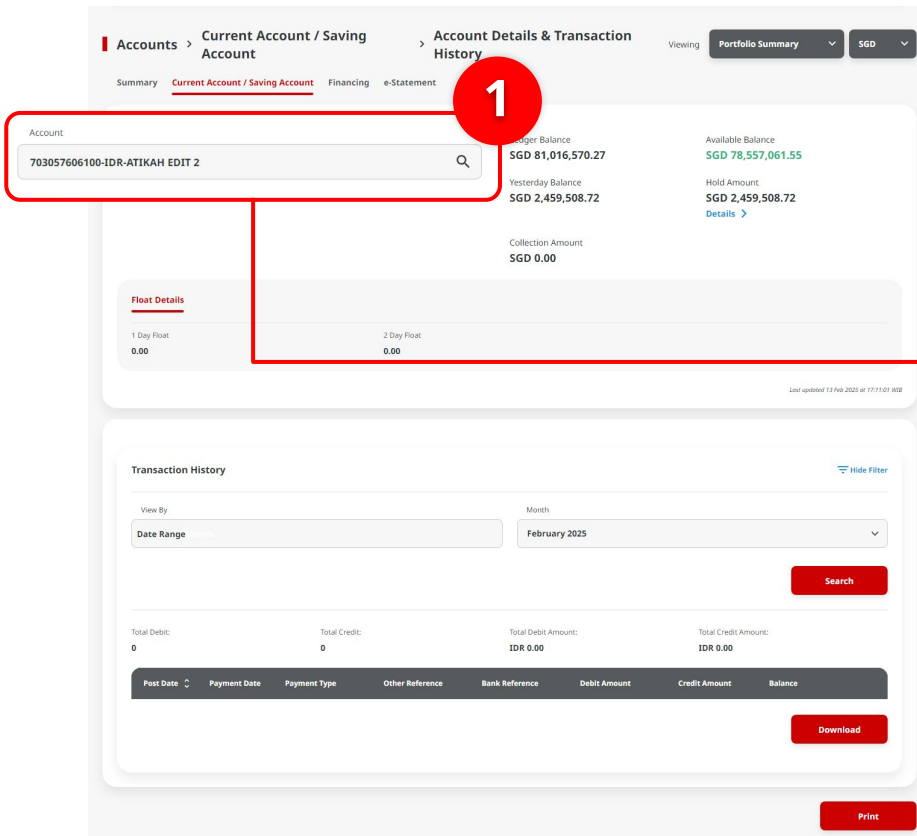 Accounts > Current Account / Saving Account > Account Details & Transaction History
Viewing Portfolio Summary SGD
Summary Current Account / Saving Account Financing e-Statement
1
Account
703057606100-IDR-ATIKAH EDIT 2
Balance
SGD 81,016,570.27
Available Balance
SGD 78,557,061.55
Yesterday Balance
SGD 2,459,508.72
Hold Amount
SGD 2,459,508.72
Details >
Collection Amount
SGD 0.00
Float Details
1 Day Float
0.00
2 Day Float
0.00
Last updated 13 Feb 2025 at 17:11:01 WIB
Transaction History
Hide Filter
View By
Date Range
Month
February 2025
Search
Total Debit: Total Credit: Total Debit Amount: Total Credit Amount:
0 0 IDR 0.00 IDR 0.00
Post Date Payment Date Payment Type Other Reference Bank Reference Debit Amount Credit Amount Balance
Download
Print